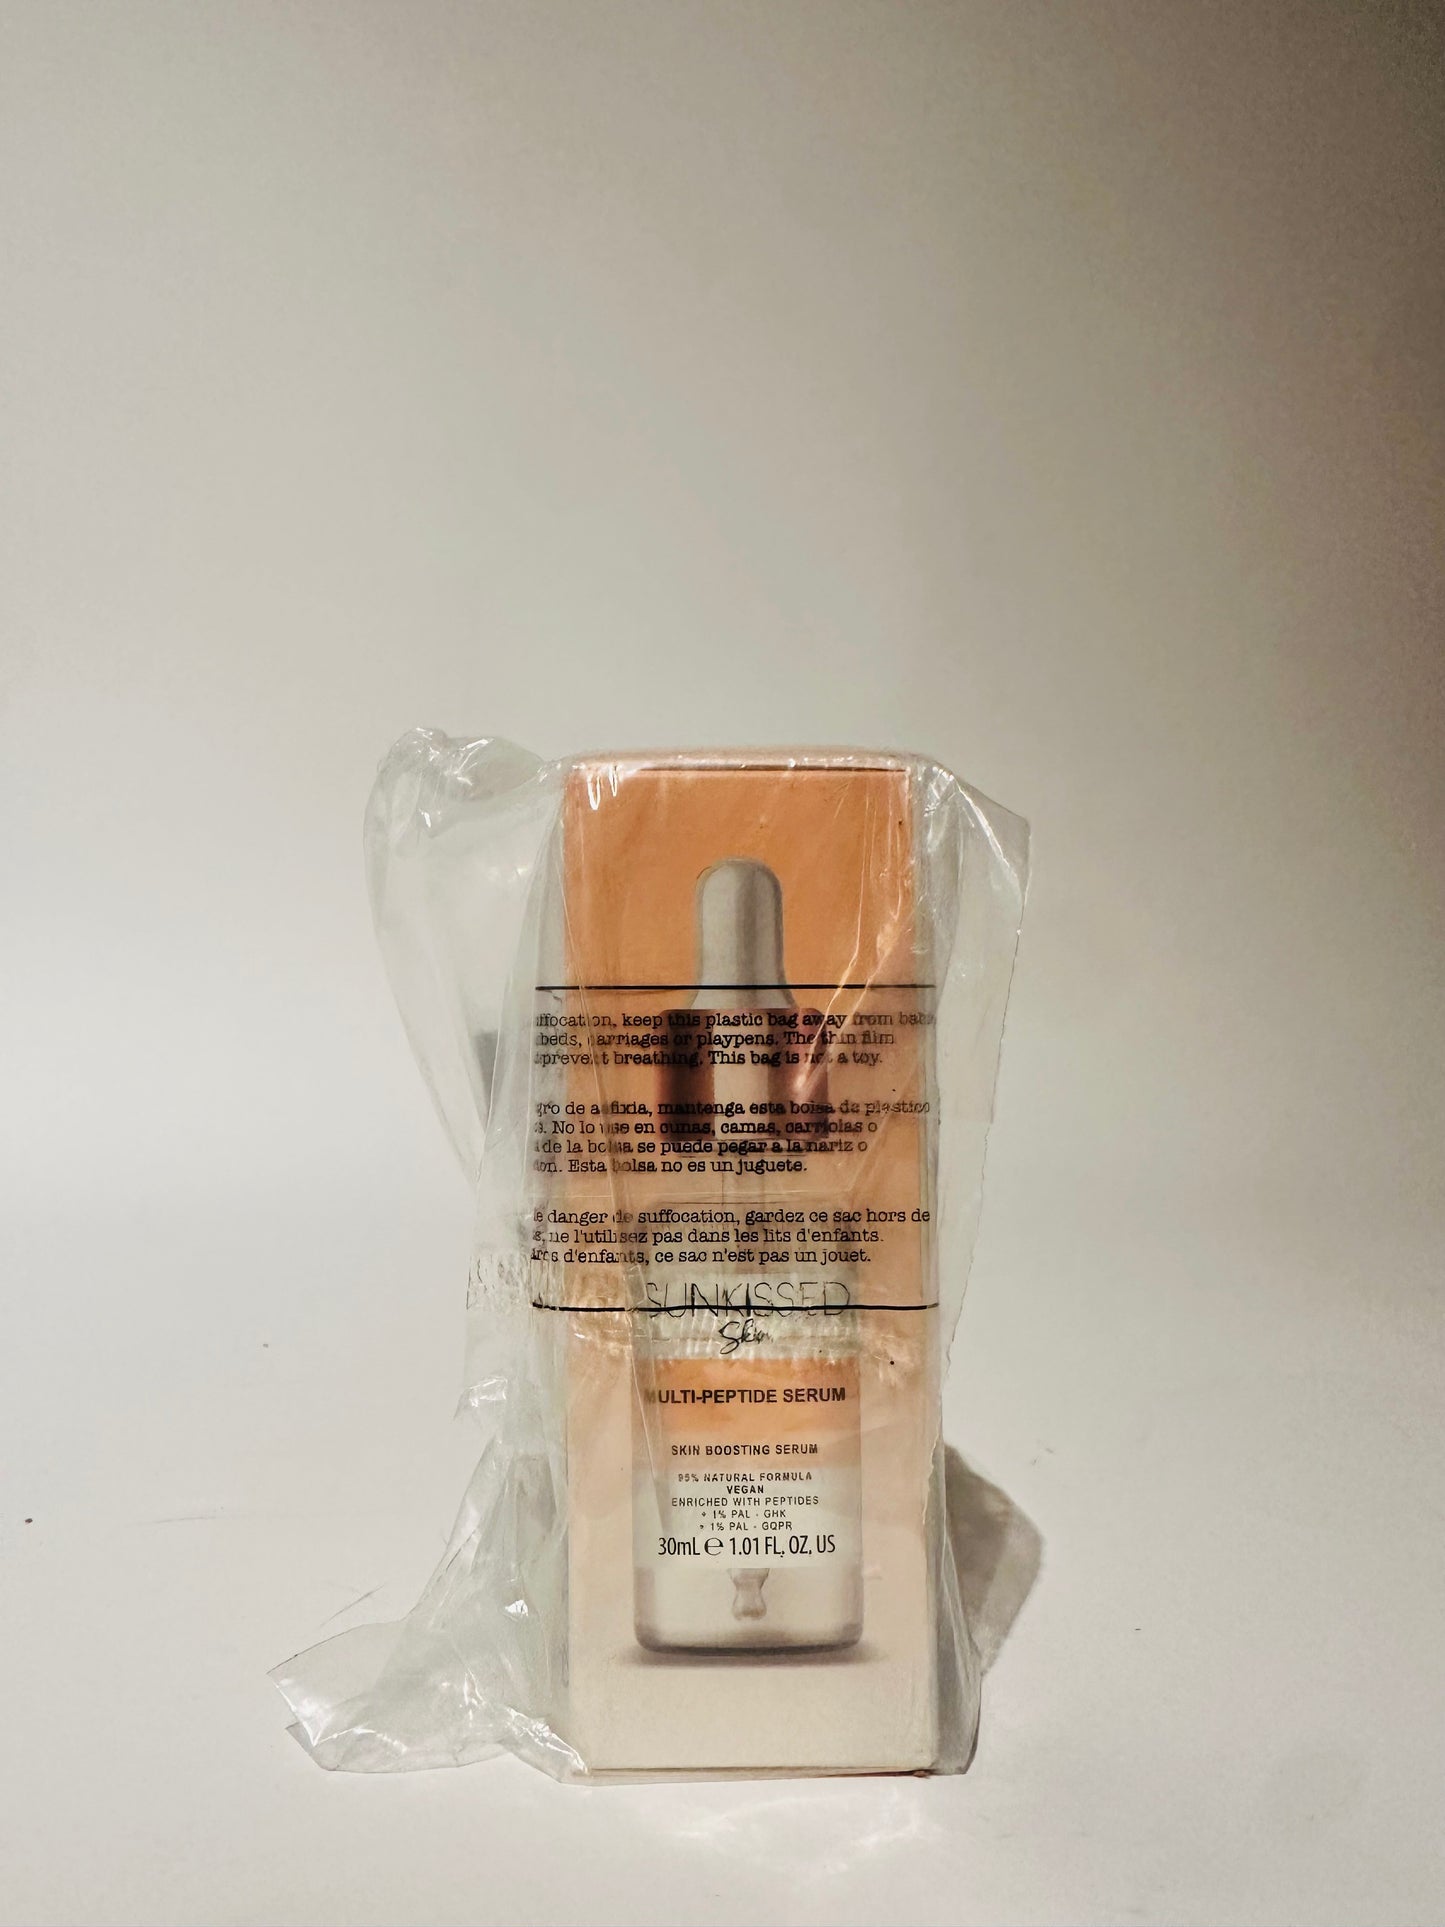 ffocation, keep this plastic bag away from bab
beds, carriages or playpens. The thin film
prevent breathing. This bag is not a toy.
gro de asfixia, mantenga esta bolsa de plastico
s. No lo use en cunas, camas, carriolas o
de la bolsa se puede pegar a la nariz o
on. Esta bolsa no es un juguete.
le danger de suffocation, gardez ce sac hors de
s, ne l'utilisez pas dans les lits d'enfants.
arcs d'enfants, ce sac n'est pas un jouet.
SUNKISSED
Skin
MULTI-PEPTIDE SERUM
SKIN BOOSTING SERUM
95% NATURAL FORMULA
VEGAN
ENRICHED WITH PEPTIDES
+ 1% PAL - GHK
+ 1% PAL - GQPR
30mL ℮ 1.01 FL. OZ. US